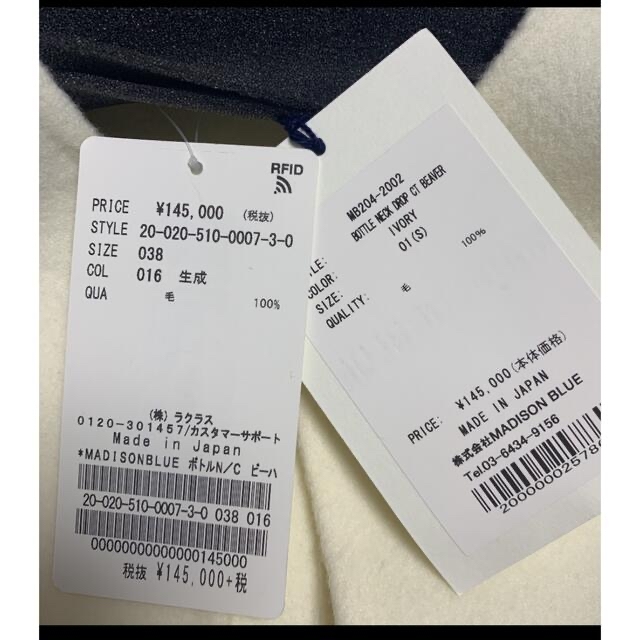 RFID
PRICE ¥145,000 (税抜)
STYLE 20-020-510-0007-3-0
SIZE 038
COL 016 生成
QUA 毛 100%
(株) ラクラス
0120-301457/カスタマーサポート
Made in Japan
*MADISONBLUE ボトルN/C ビーハ
20-020-510-0007-3-0 038 016
00000000000000145000
税抜 ¥145,000+税
MB204-2002
BOTTLE NECK DROP CT BEAVER
COLOR: IVORY
SIZE: 01(S)
QUALITY: 毛 100%
PRICE: ¥145,000(本体価格)
MADE IN JAPAN
株式会社MADISON BLUE
Tel.03-6434-9156